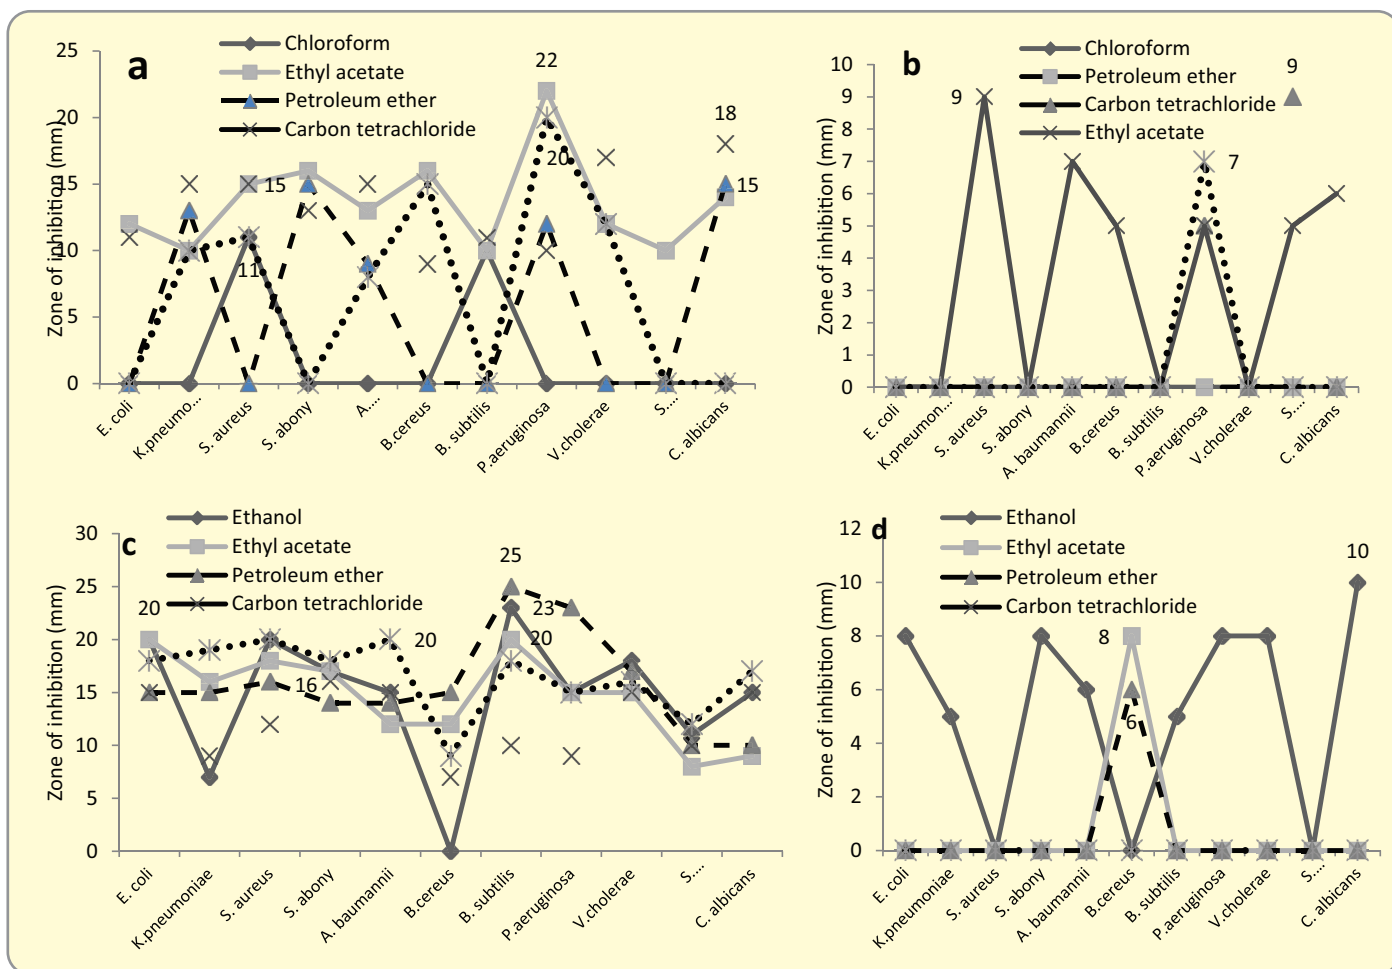 a
Chloroform
Ethyl acetate
Petroleum ether
Carbon tetrachloride
Zone of inhibition (mm)
25
20
15
10
5
0
22
18
20
15
15
11
E. coli
K.pneumo...
S. aureus
S. abony
A....
B.cereus
B. subtilis
P.aeruginosa
V.cholerae
S....
C. albicans
b
Chloroform
Petroleum ether
Carbon tetrachloride
Ethyl acetate
Zone of inhibition (mm)
10
9
8
7
6
5
4
3
2
1
0
9
9
7
E. coli
K.pneumon...
S. aureus
S. abony
A. baumannii
B.cereus
B. subtilis
P.aeruginosa
V.cholerae
S....
C. albicans
c
Ethanol
Ethyl acetate
Petroleum ether
Carbon tetrachloride
Zone of inhibition (mm)
30
25
20
15
10
5
0
20
25
23
20
20
16
E. coli
K.pneumoniae
S. aureus
S. abony
A. baumannii
B.cereus
B. subtilis
P.aeruginosa
V.cholerae
S....
C. albicans
d
Ethanol
Ethyl acetate
Petroleum ether
Carbon tetrachloride
Zone of inhibition (mm)
12
10
8
6
4
2
0
10
8
6
E. coli
K.pneumoniae
S. aureus
S. abony
A. baumannii
B.cereus
B. subtilis
P.aeruginosa
V.cholerae
S....
C. albicans